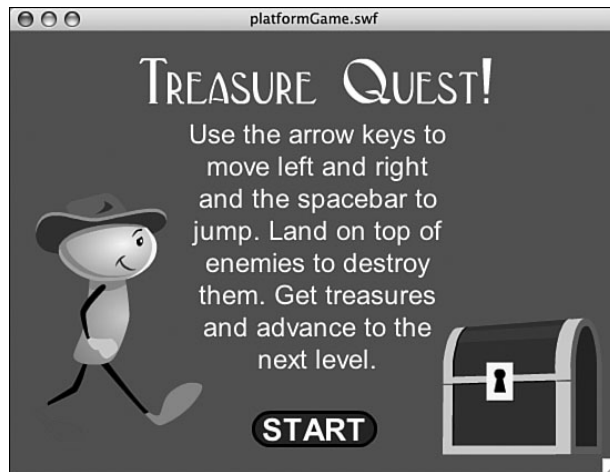 platformGame.swf
TREASURE QUEST!
Use the arrow keys to
move left and right
and the spacebar to
jump. Land on top of
enemies to destroy
them. Get treasures
and advance to the
next level.
START